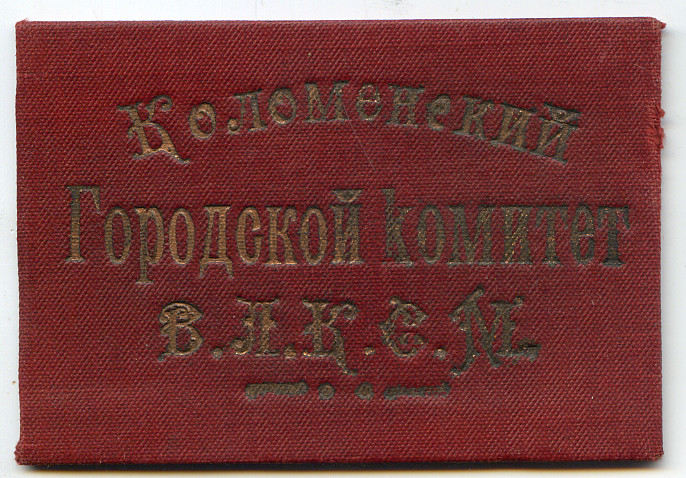 Коломенский
Городской комитет
В.Л.К.С.М.